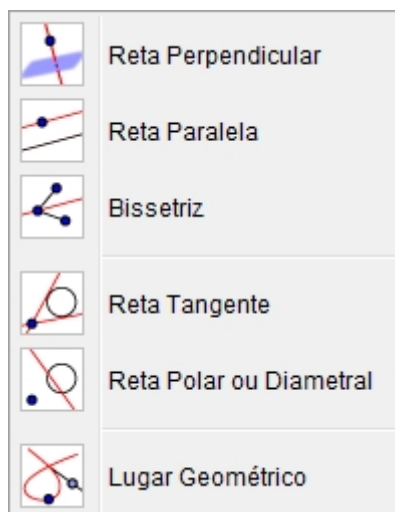 Reta Perpendicular
Reta Paralela
Bissetriz
Reta Tangente
Reta Polar ou Diametral
Lugar Geométrico